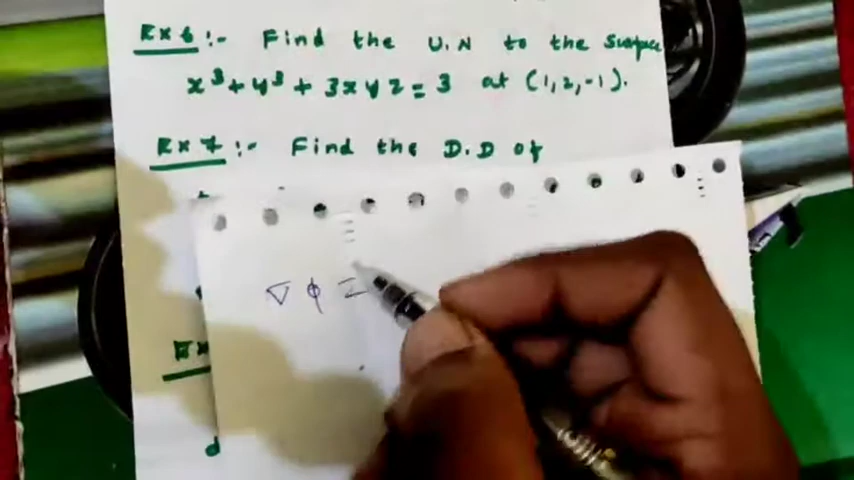 Ex 6 :- Find the U.N to the Surface
x³ + y³ + 3xyz = 3 at (1, 2, -1).
Ex 7 :- Find the D.D of
∇ φ =
Ex
d